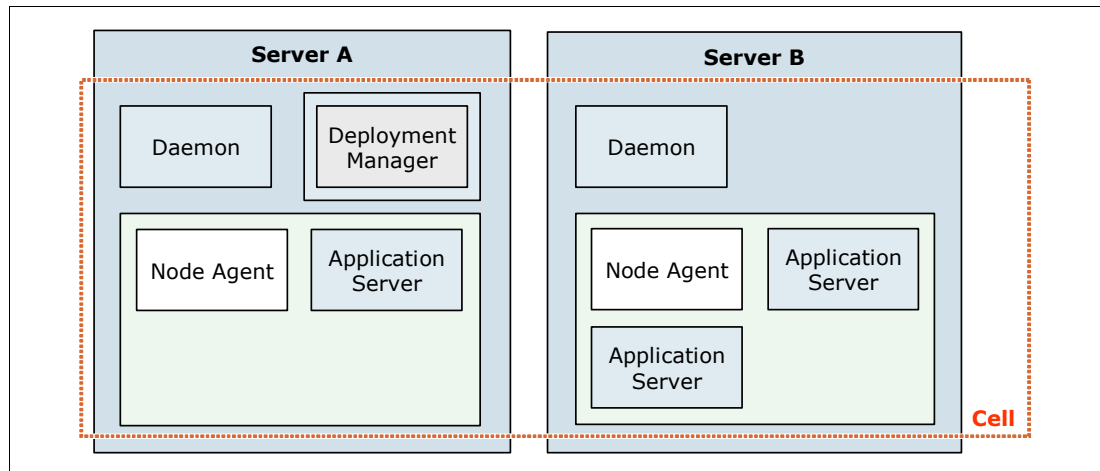 Server A
Server B
Daemon
Deployment
Manager
Daemon
Node Agent
Application
Server
Node Agent
Application
Server
Application
Server
Cell